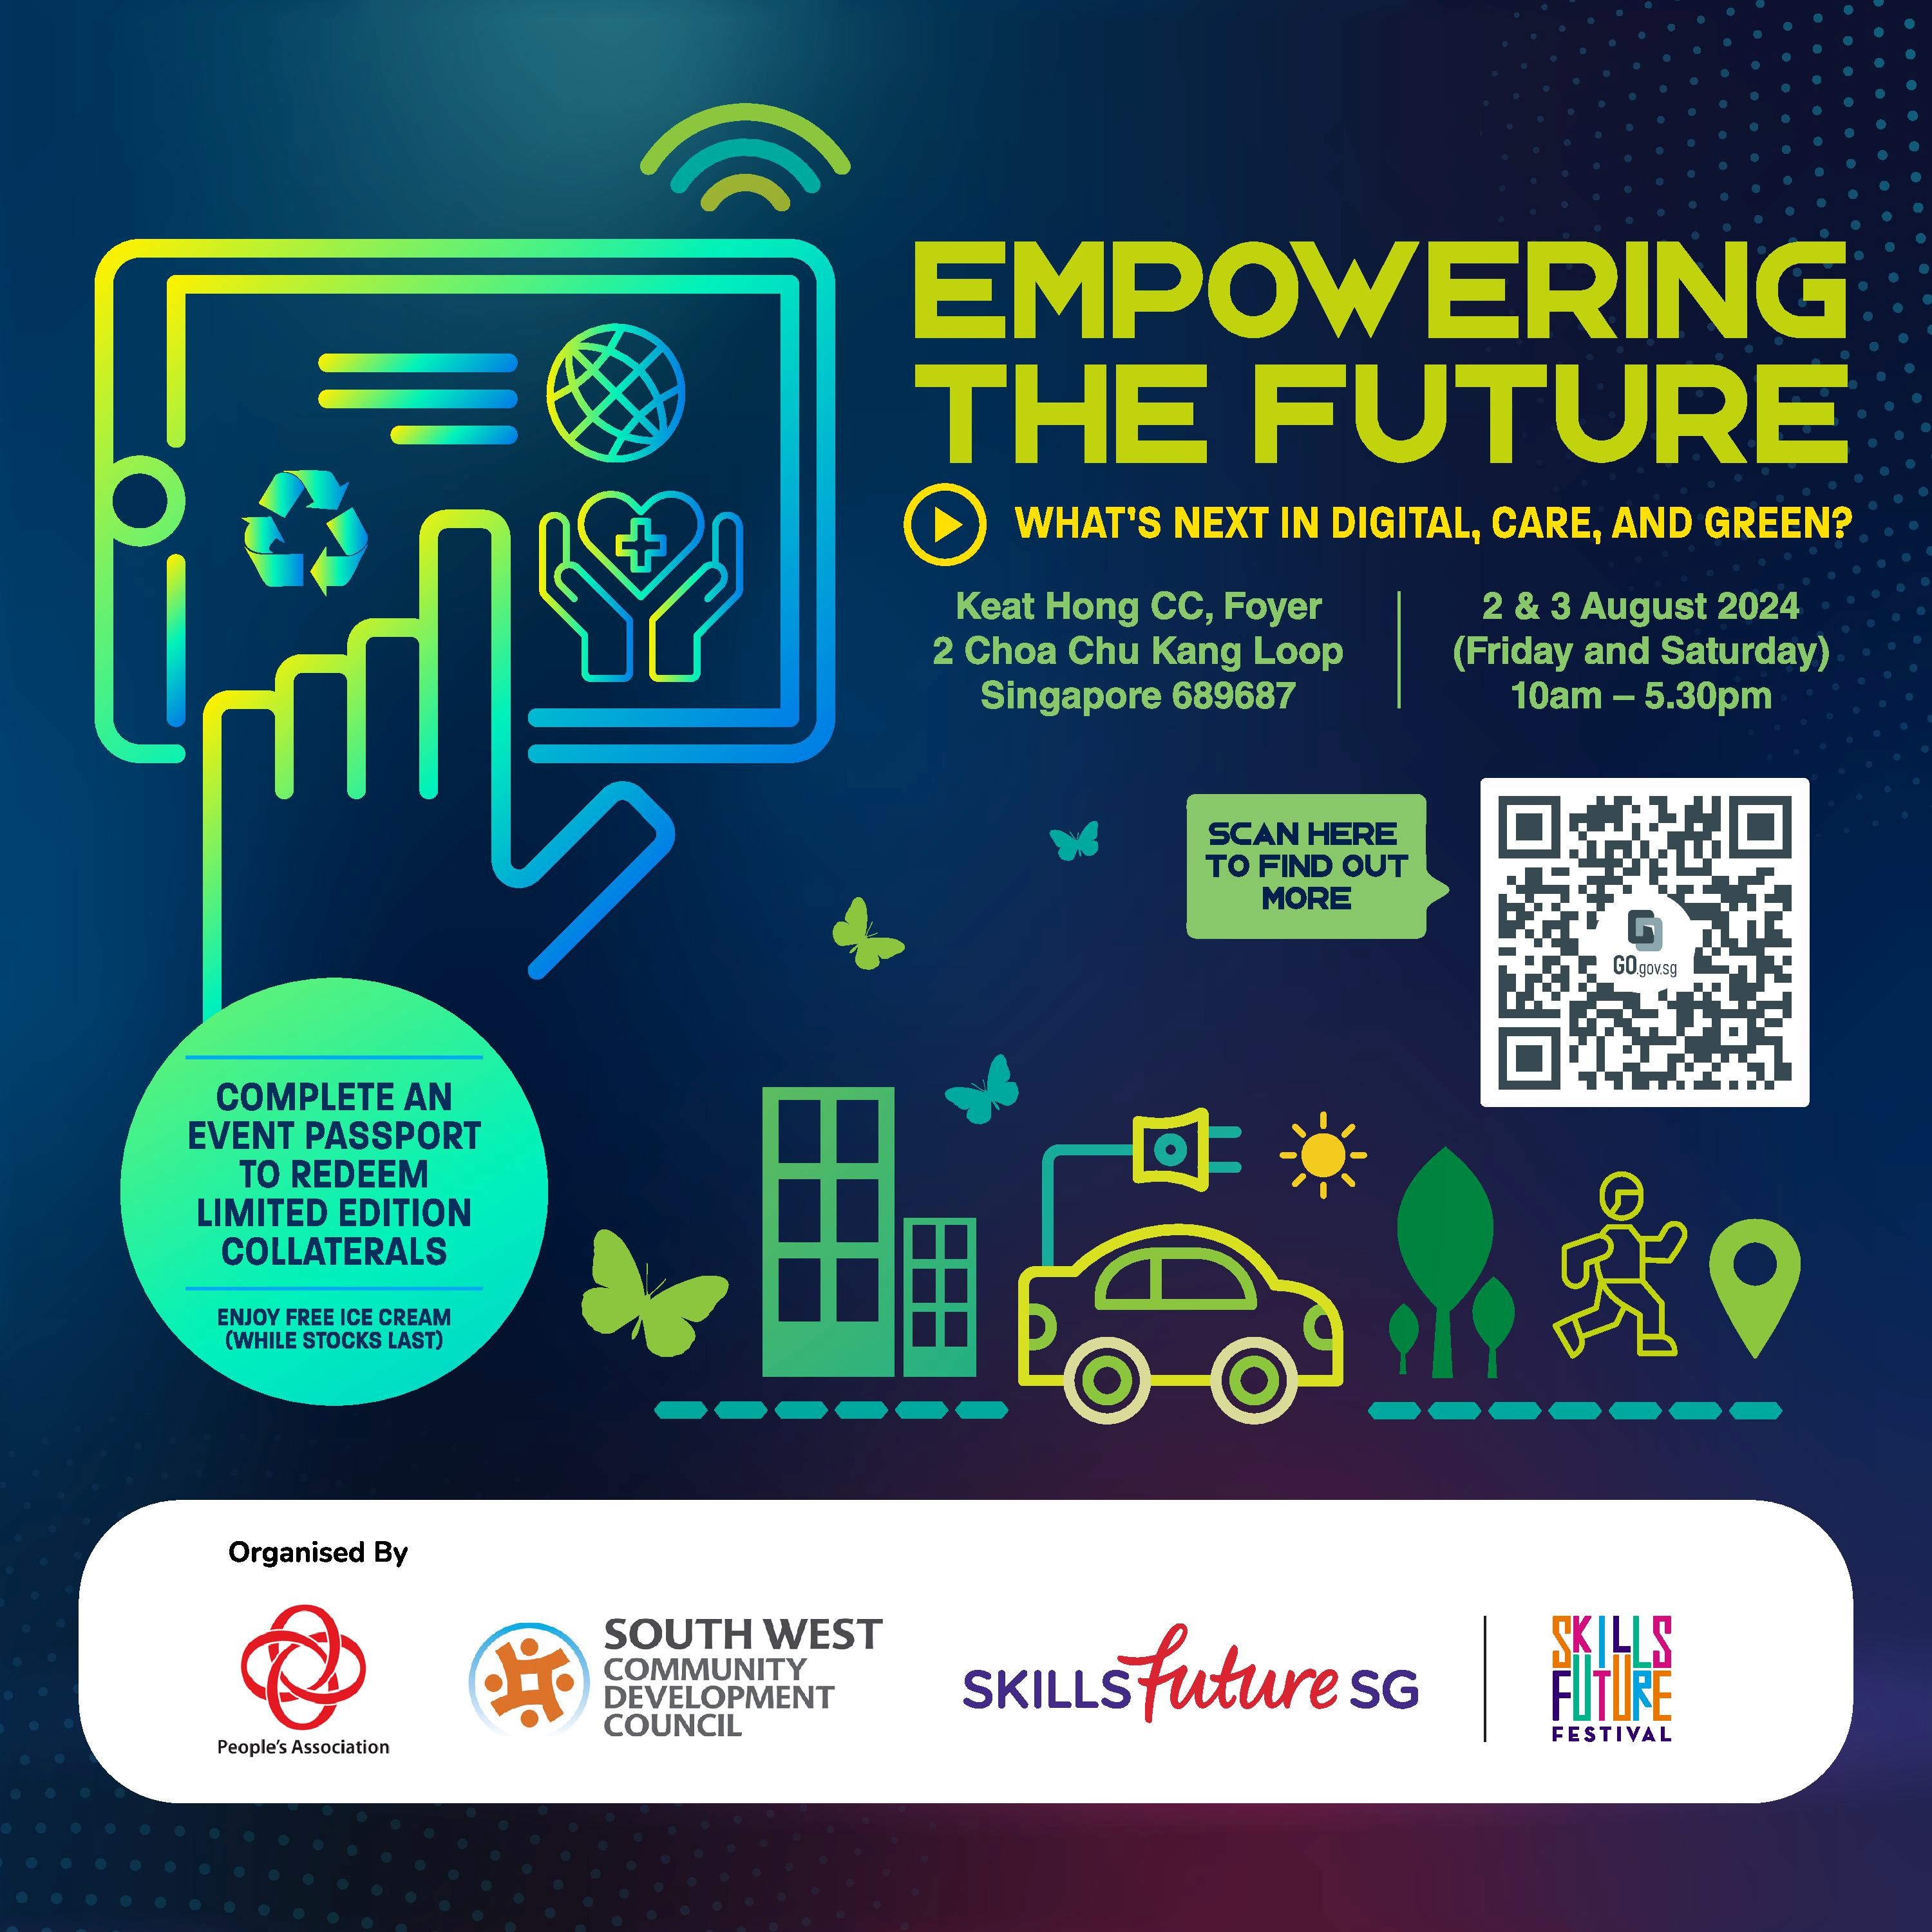 EMPOWERING
THE FUTURE
WHAT'S NEXT IN DIGITAL, CARE, AND GREEN?
Keat Hong CC, Foyer
2 Choa Chu Kang Loop
Singapore 689687
2 & 3 August 2024
(Friday and Saturday)
10am – 5.30pm
SCAN HERE
TO FIND OUT
MORE
GO.gov.sg
COMPLETE AN
EVENT PASSPORT
TO REDEEM
LIMITED EDITION
COLLATERALS
ENJOY FREE ICE CREAM
(WHILE STOCKS LAST)
Organised By
People's Association
SOUTH WEST
COMMUNITY
DEVELOPMENT
COUNCIL
SKILLSfuture SG
SKILLS
FUTURE
FESTIVAL